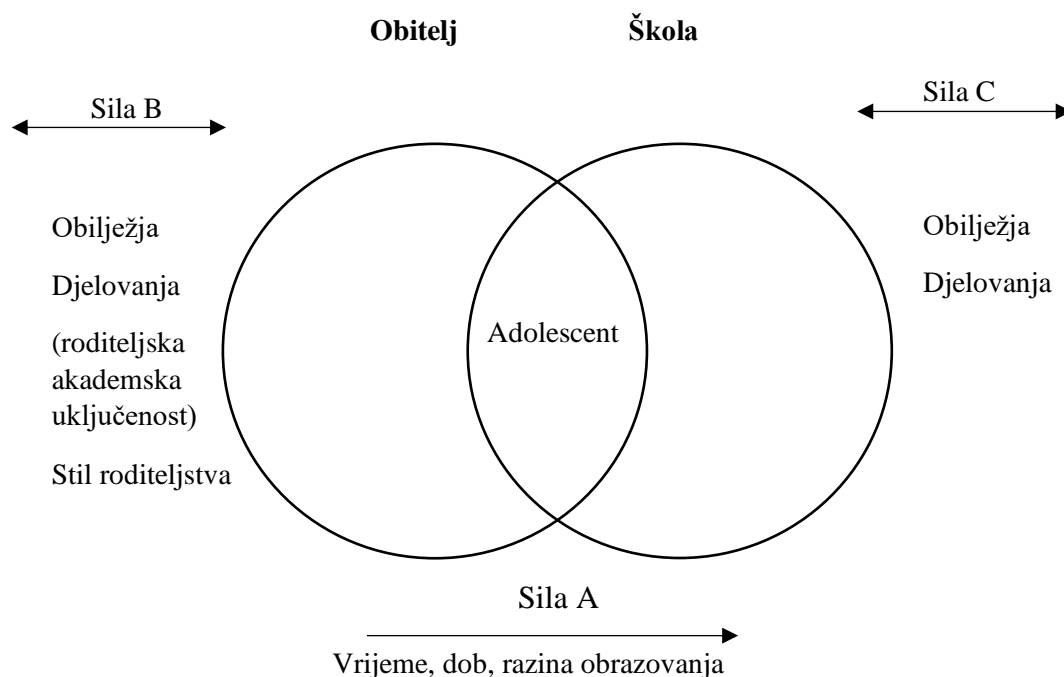 Obitelj
Škola
Sila B
Sila C
Obilježja
Djelovanja
(roditeljska
akademska
uključenost)
Stil roditeljstva
Adolescent
Obilježja
Djelovanja
Sila A
Vrijeme, dob, razina obrazovanja